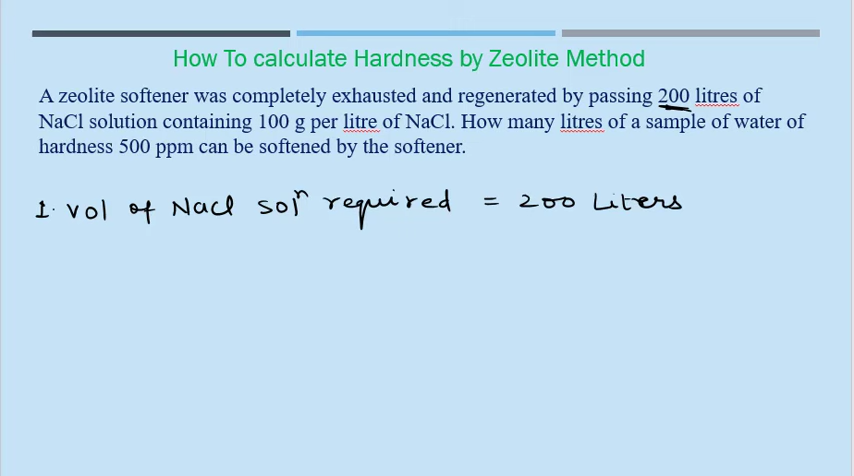 How To calculate Hardness by Zeolite Method
A zeolite softener was completely exhausted and regenerated by passing 200 litres of
NaCl solution containing 100 g per litre of NaCl. How many litres of a sample of water of
hardness 500 ppm can be softened by the softener.
1. vol of Nacl solⁿ required = 200 Liters